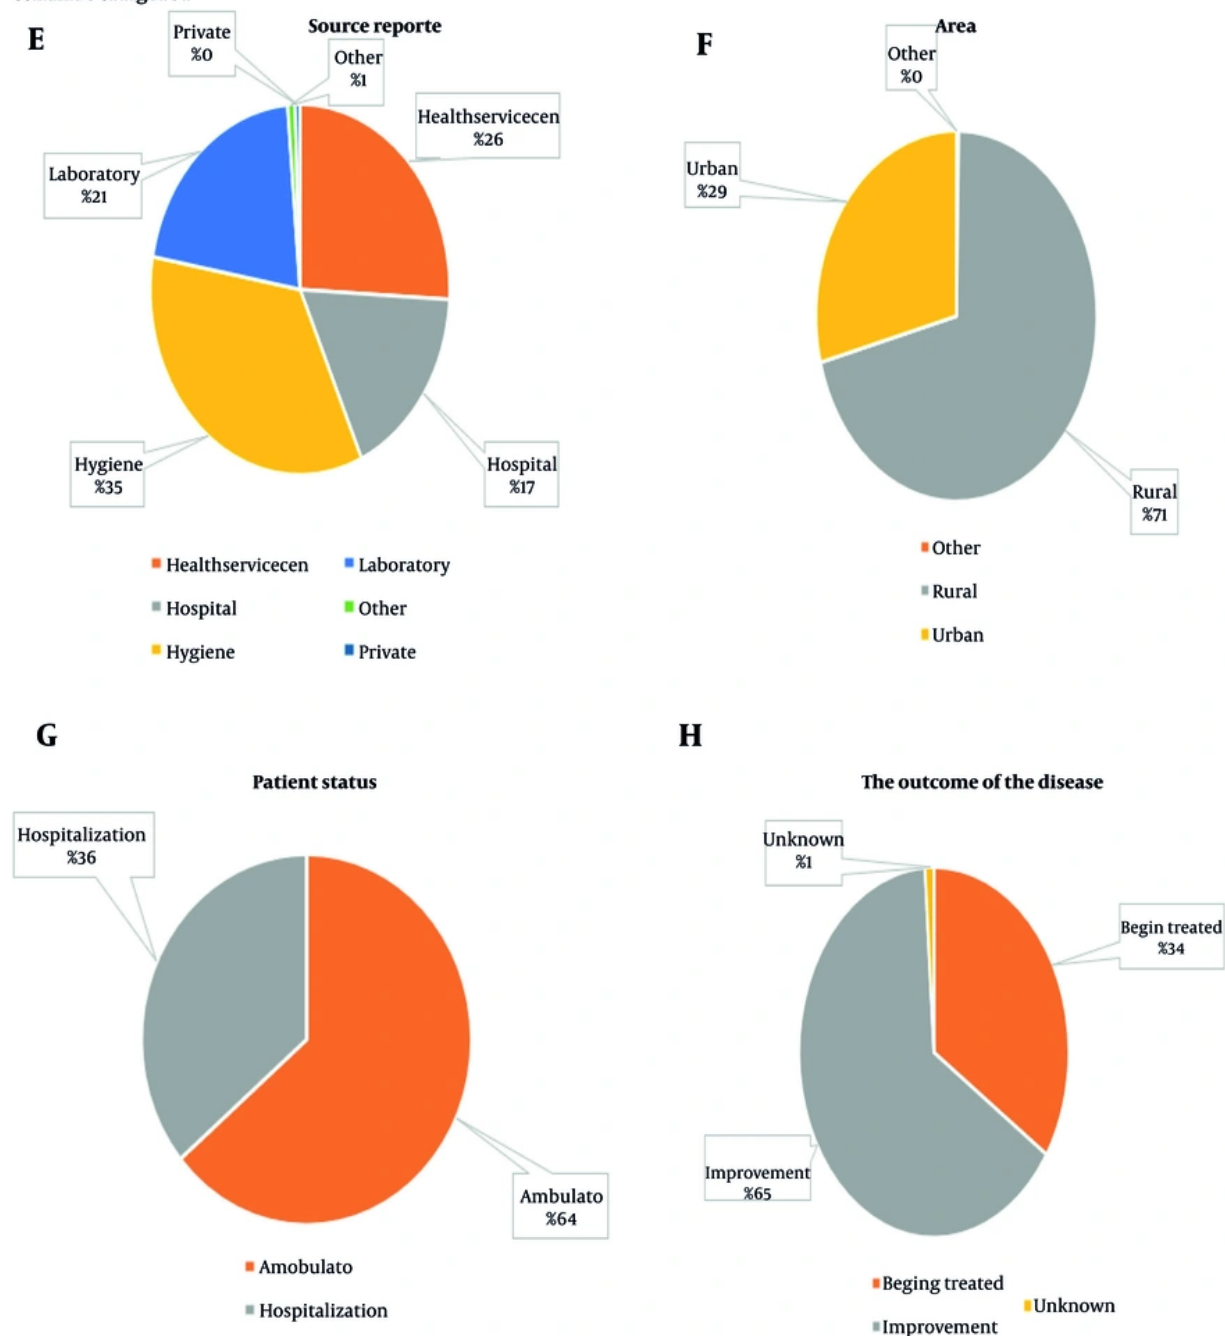 E
Source reporte
Private
%0
Other
%1
Healthservicecen
%26
Laboratory
%21
Hygiene
%35
Hospital
%17
Healthservicecen
Laboratory
Hospital
Other
Hygiene
Private
F
Area
Other
%0
Urban
%29
Rural
%71
Other
Rural
Urban
G
Patient status
Hospitalization
%36
Ambulato
%64
Amobulato
Hospitalization
H
The outcome of the disease
Unknown
%1
Begin treated
%34
Improvement
%65
Beging treated
Unknown
Improvement